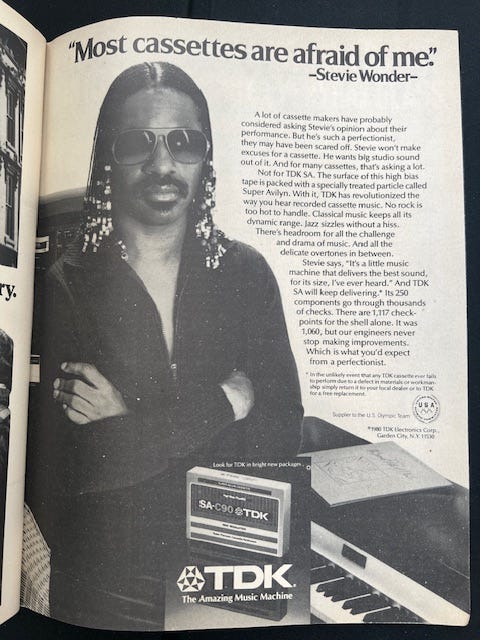 "Most cassettes are afraid of me."
–Stevie Wonder–
A lot of cassette makers have probably
considered asking Stevie's opinion about their
performance. But he's such a perfectionist,
they may have been scared off. Stevie won't make
excuses for a cassette. He wants big studio sound
out of it. And for many cassettes, that's asking a lot.
Not for TDK SA. The surface of this high bias
tape is packed with a specially treated particle called
Super Avilyn. With it, TDK has revolutionized the
way you hear recorded cassette music. No rock is
too hot to handle. Classical music keeps all its
dynamic range. Jazz sizzles without a hiss.
There's headroom for all the challenge
and drama of music. And all the
delicate overtones in between.
Stevie says, "It's a little music
machine that delivers the best sound,
for its size, I've ever heard." And TDK
SA will keep delivering.* Its 250
components go through thousands
of checks. There are 1,117 check-
points for the shell alone. It was
1,060, but our engineers never
stop making improvements.
Which is what you'd expect
from a perfectionist.
* In the unlikely event that any TDK cassette ever fails
to perform due to a defect in materials or workman-
ship simply return it to your local dealer or to TDK
for a free replacement.
Supplier to the U.S. Olympic Team
USA
©1980 TDK Electronics Corp.,
Garden City, N.Y. 11530
ry.
Look for TDK in bright new packages.
SA-C90 TDK
TDK®
The Amazing Music Machine